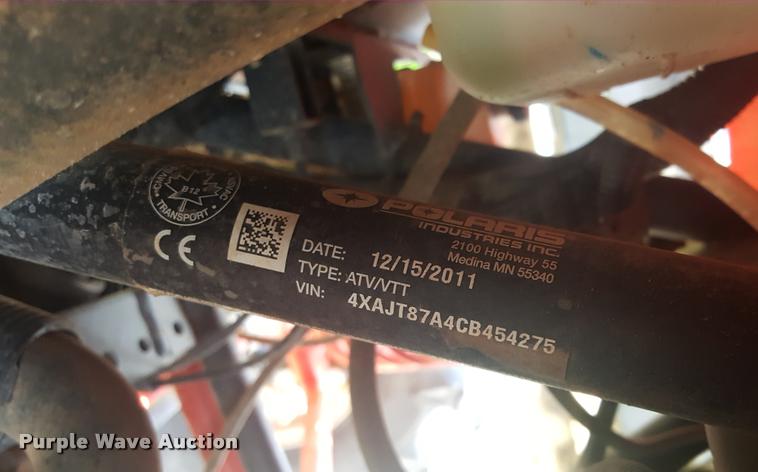 B12
TRANSPORT
CE
POLARIS
INDUSTRIES INC.
2100 Highway 55
Medina MN 55340
DATE: 12/15/2011
TYPE: ATV/VTT
VIN: 4XAJT87A4CB454275
Purple Wave Auction